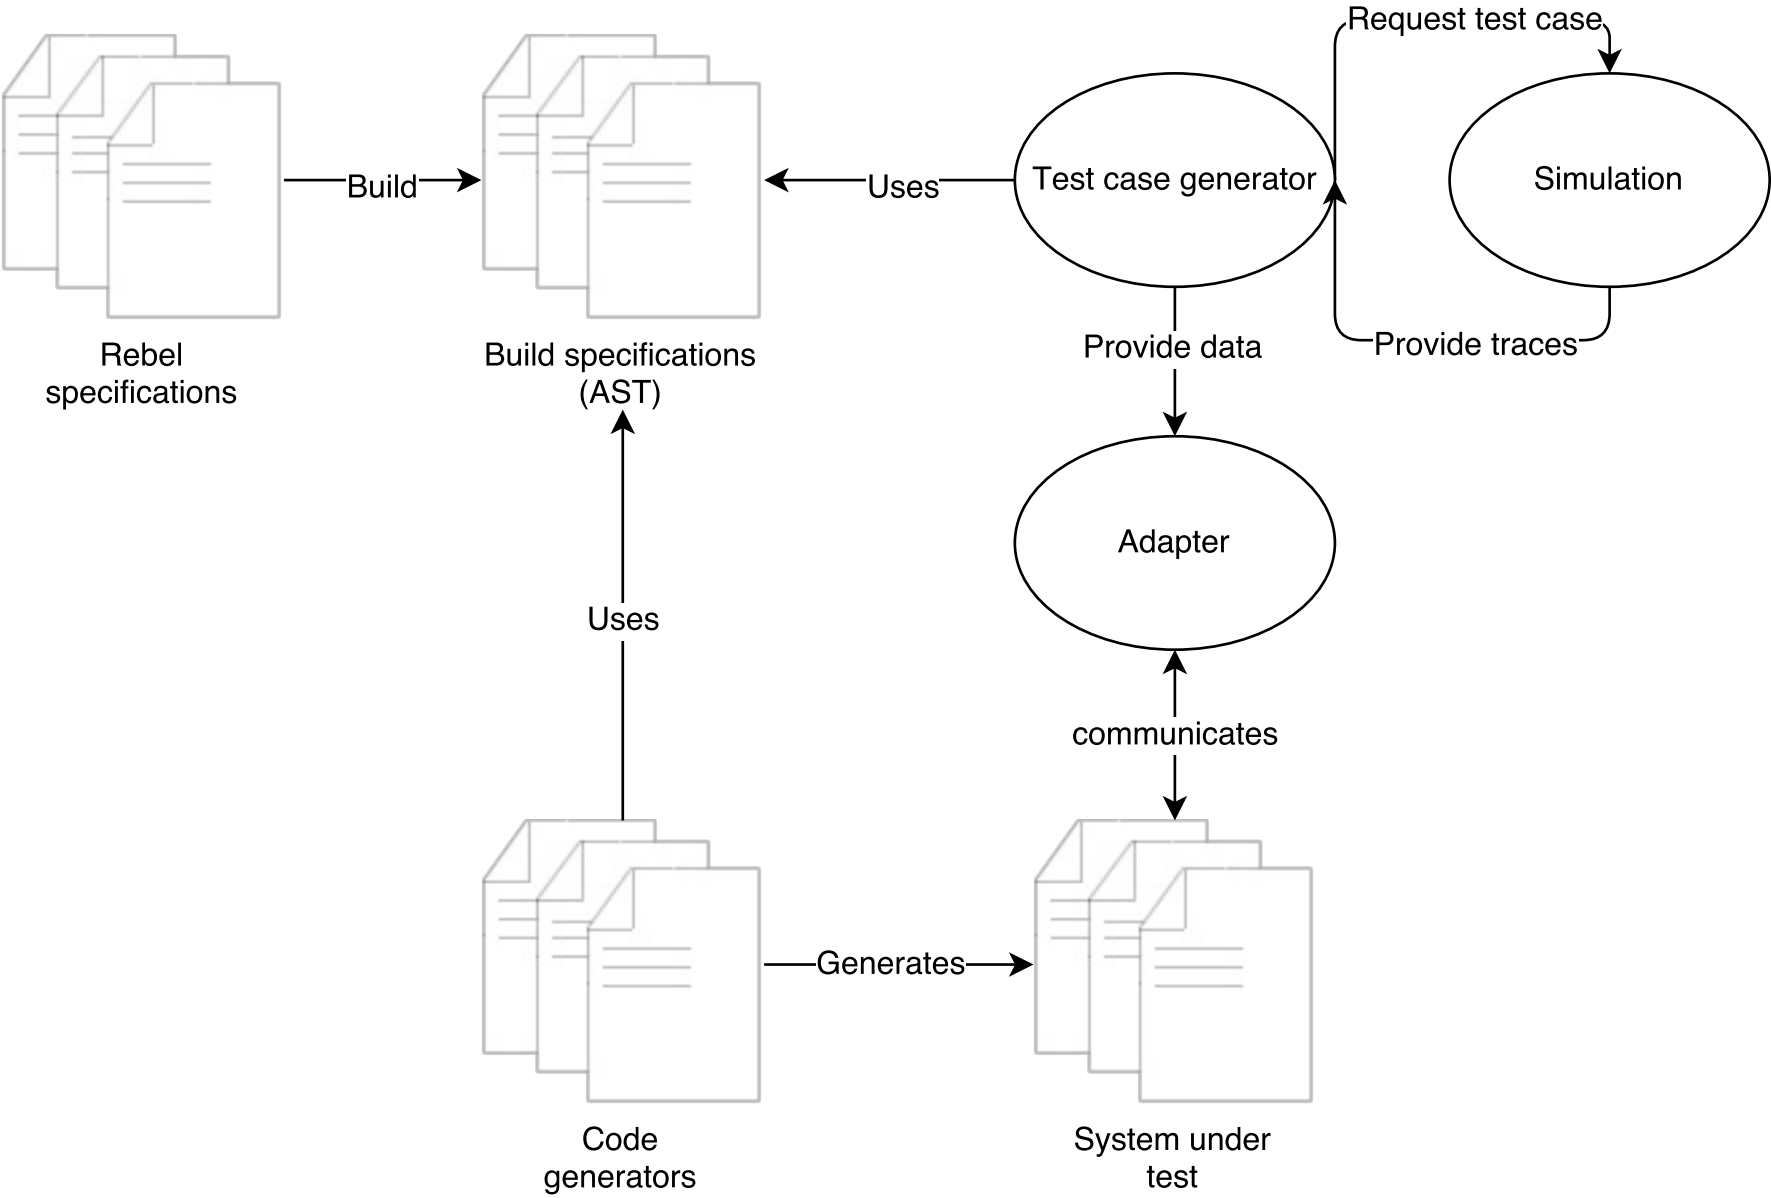 Request test case
Build
Uses
Test case generator
Simulation
Rebel
specifications
Build specifications
(AST)
Provide data
Provide traces
Adapter
Uses
communicates
Generates
Code
generators
System under
test